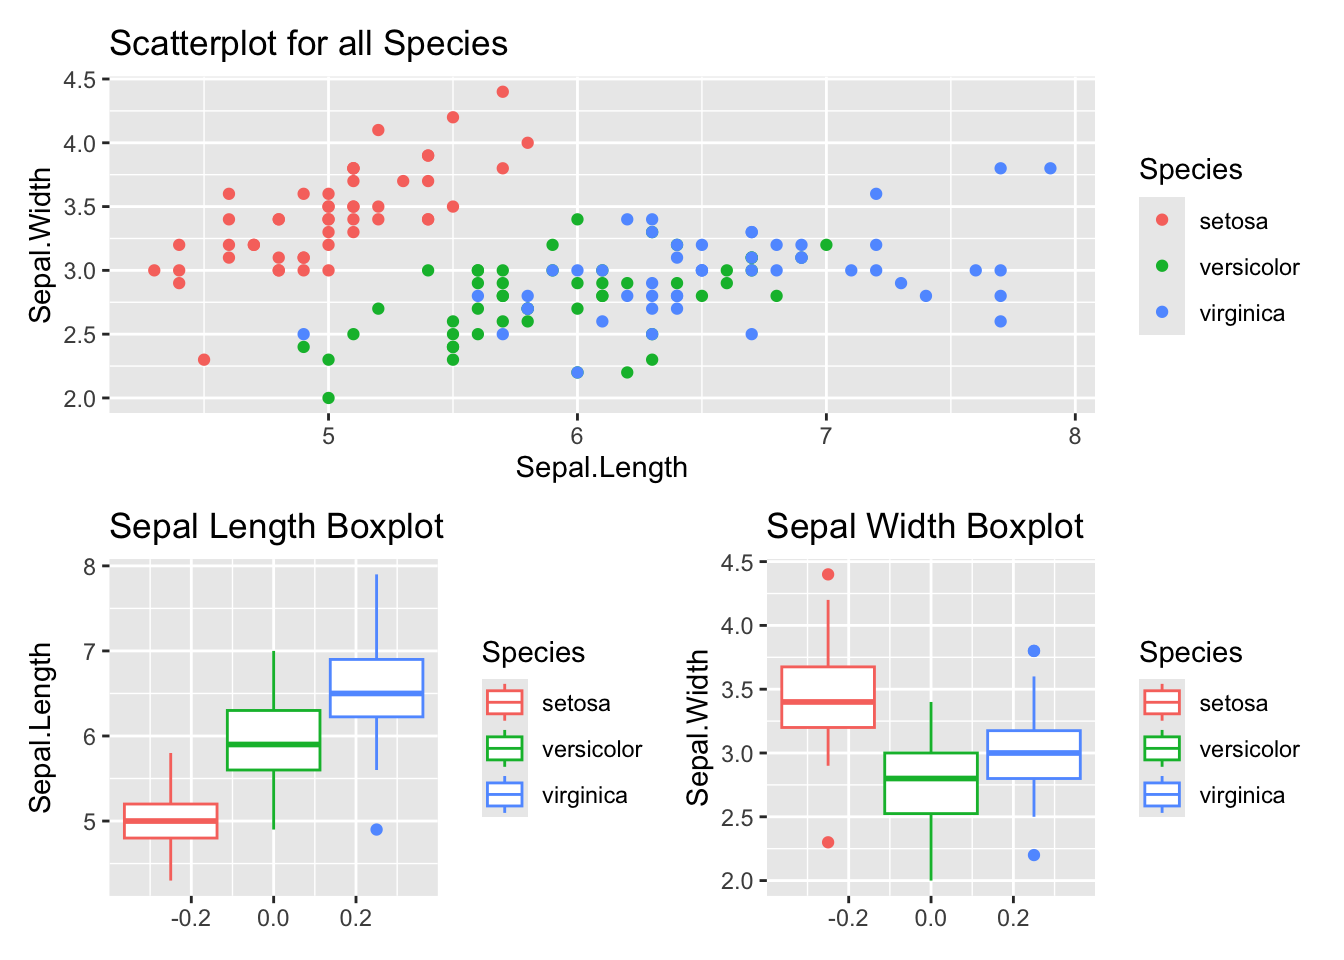 Scatterplot for all Species
4.5
4.0
3.5
3.0
2.5
2.0
Sepal.Width
5 6 7 8
Sepal.Length
Species
setosa
versicolor
virginica
Sepal Length Boxplot
8
7
6
5
Sepal.Length
-0.2 0.0 0.2
Species
setosa
versicolor
virginica
Sepal Width Boxplot
4.5
4.0
3.5
3.0
2.5
2.0
Sepal.Width
-0.2 0.0 0.2
Species
setosa
versicolor
virginica